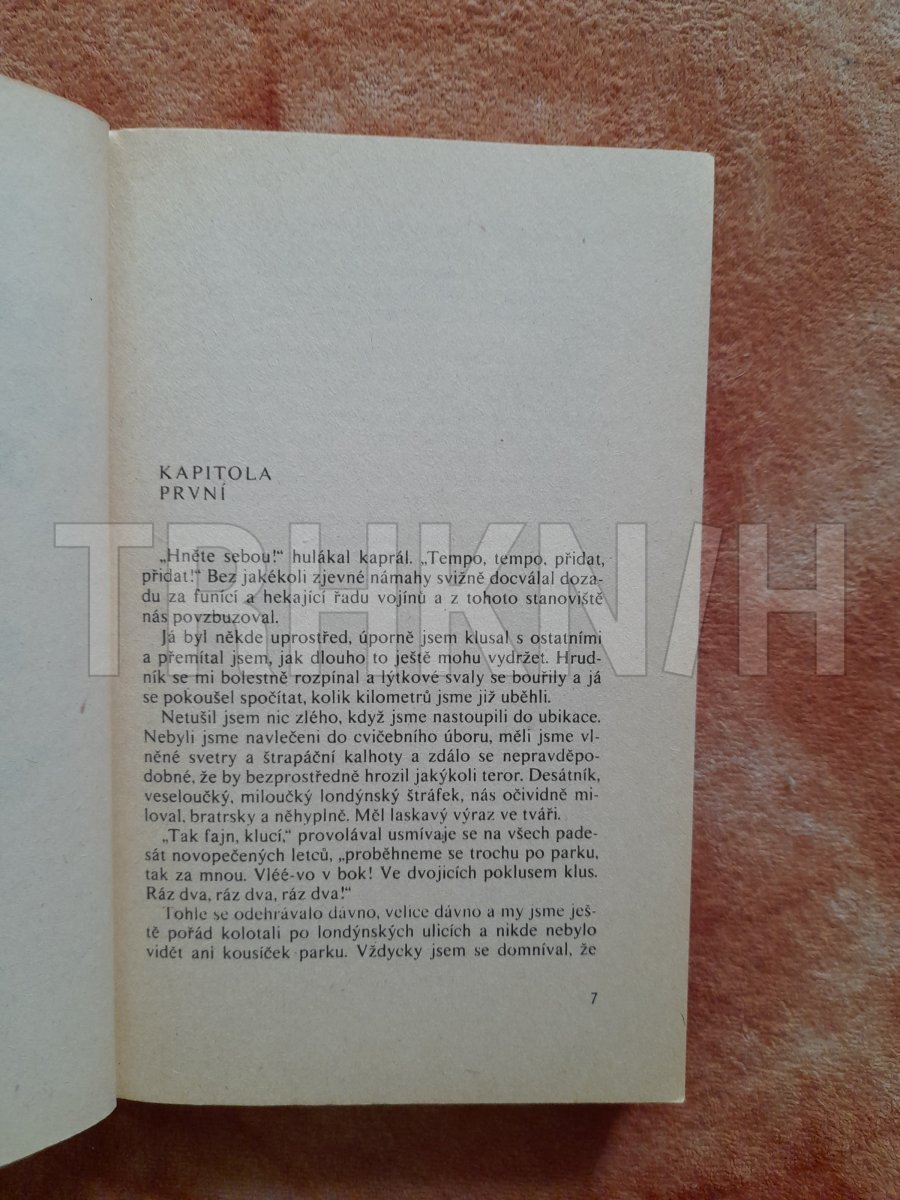 KAPITOLA
PRVNÍ
„Hněte sebou!“ hulákal kaprál. „Tempo, tempo, přidat,
přidat!“ Bez jakékoli zjevné námahy svižně docválal doza-
du za funící a hekající řadu vojínů a z tohoto stanoviště
nás povzbuzoval.
Já byl někde uprostřed, úporně jsem klusal s ostatními
a přemítal jsem, jak dlouho to ještě mohu vydržet. Hrud-
ník se mi bolestně rozpínal a lýtkové svaly se bouřily a já
se pokoušel spočítat, kolik kilometrů jsme již uběhli.
Netušil jsem nic zlého, když jsme nastoupili do ubikace.
Nebyli jsme navlečeni do cvičebního úboru, měli jsme vl-
něné svetry a štrapáční kalhoty a zdálo se nepravděpo-
dobné, že by bezprostředně hrozil jakýkoli teror. Desátník,
veseloučký, miloučký londýnský štráfek, nás očividně mi-
loval, bratrsky a něhyplně. Měl laskavý výraz ve tváři.
„Tak fajn, kluci,“ provolával usmívaje se na všech pade-
sát novopečených letců, „proběhneme se trochu po parku,
tak za mnou. Vléé-vo v bok! Ve dvojicích poklusem klus.
Ráz dva, ráz dva, ráz dva!“
Tohle se odehrávalo dávno, velice dávno a my jsme ješ-
tě pořád kolotali po londýnských ulicích a nikde nebylo
vidět ani kousíček parku. Vždycky jsem se domníval, že
7
TRHKN/H